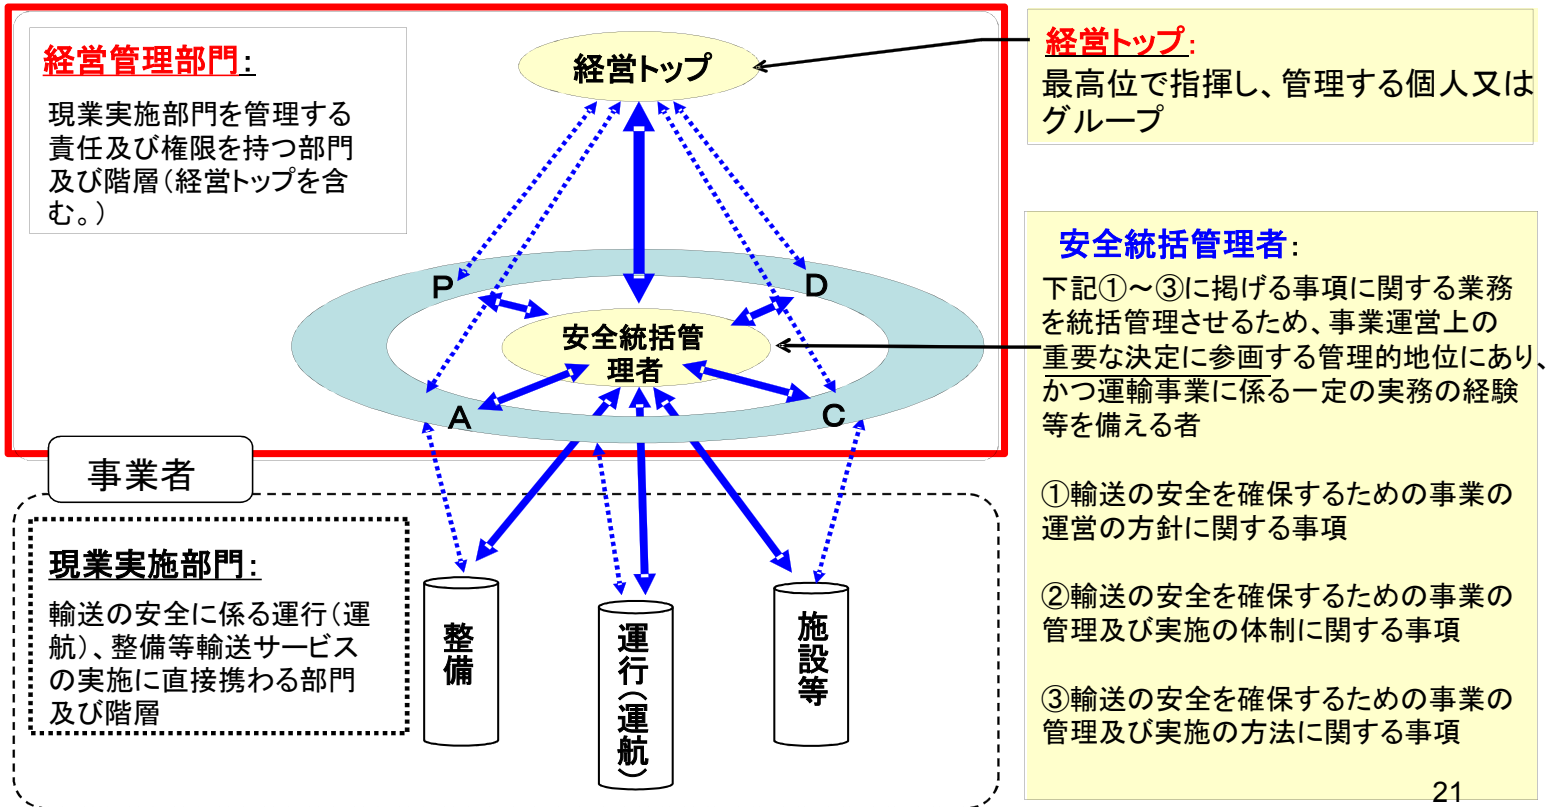 経営管理部門:
現業実施部門を管理する
責任及び権限を持つ部門
及び階層(経営トップを含
む。)
経営トップ
経営トップ:
最高位で指揮し、管理する個人又は
グループ
P
D
安全統括管
理者
A
C
安全統括管理者:
下記①~③に掲げる事項に関する業務
を統括管理させるため、事業運営上の
重要な決定に参画する管理的地位にあり、
かつ運輸事業に係る一定の実務の経験
等を備える者
①輸送の安全を確保するための事業の
運営の方針に関する事項
②輸送の安全を確保するための事業の
管理及び実施の体制に関する事項
③輸送の安全を確保するための事業の
管理及び実施の方法に関する事項
事業者
現業実施部門:
輸送の安全に係る運行(運
航)、整備等輸送サービス
の実施に直接携わる部門
及び階層
整備
運行(運航)
施設等
21